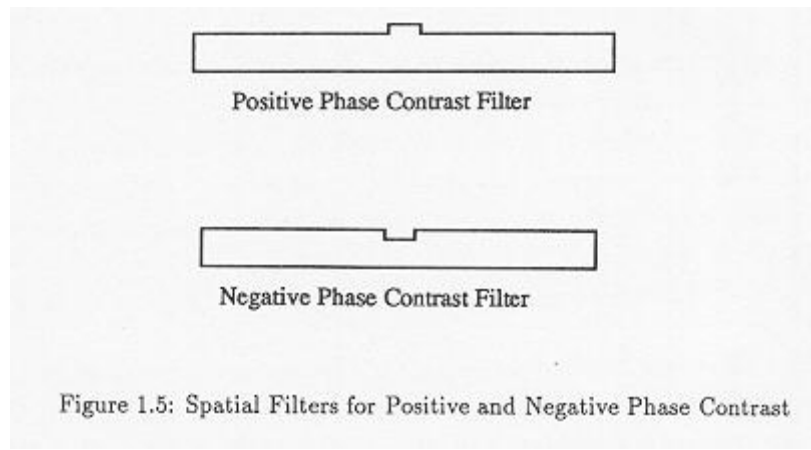 Positive Phase Contrast Filter
Negative Phase Contrast Filter
Figure 1.5: Spatial Filters for Positive and Negative Phase Contrast